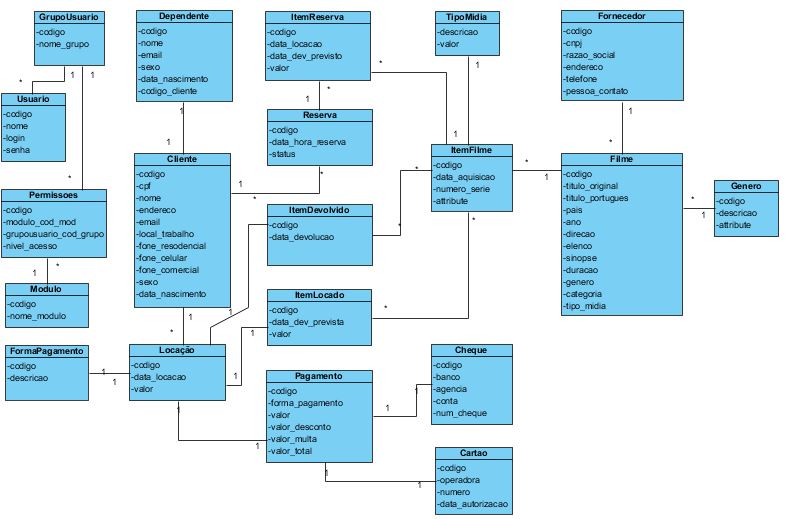 GrupoUsuario
-codigo
-nome_grupo
Dependente
-codigo
-nome
-email
-sexo
-data_nascimento
-codigo_cliente
ItemReserva
-codigo
-data_locacao
-data_dev_previsto
-valor
TipoMidia
-descricao
-valor
Fornecedor
-codigo
-cnpj
-razao_social
-endereco
-telefone
-pessoa_contato
1
1
*
*
1
1
*
*
1
1
1
*
Usuario
-codigo
-nome
-login
-senha
Reserva
-codigo
-data_hora_reserva
-status
*
1
Cliente
-codigo
-cpf
-nome
-endereco
-email
-local_trabalho
-fone_resodencial
-fone_celular
-fone_comercial
-sexo
-data_nascimento
ItemFilme
-codigo
-data_aquisicao
-numero_serie
-attribute
*
1
Filme
-codigo
-titulo_original
-titulo_portugues
-pais
-ano
-direcao
-elenco
-sinopse
-duracao
-genero
-categoria
-tipo_midia
*
1
Genero
-codigo
-descricao
-attribute
Permissoes
-codigo
-modulo_cod_mod
-grupousuario_cod_grupo
-nivel_acesso
*
1
ItemDevolvido
-codigo
-data_devolucao
*
*
*
Modulo
-codigo
-nome_modulo
ItemLocado
-codigo
-data_dev_prevista
-valor
*
1
1
1
1
*
FormaPagamento
-codigo
-descricao
1
1
Locação
-codigo
-data_locacao
-valor
1
1
1
Pagamento
-codigo
-forma_pagamento
-valor
-valor_desconto
-valor_multa
-valor_total
1
1
1
Cheque
-codigo
-banco
-agencia
-conta
-num_cheque
1
Cartao
-codigo
-operadora
-numero
-data_autorizacao